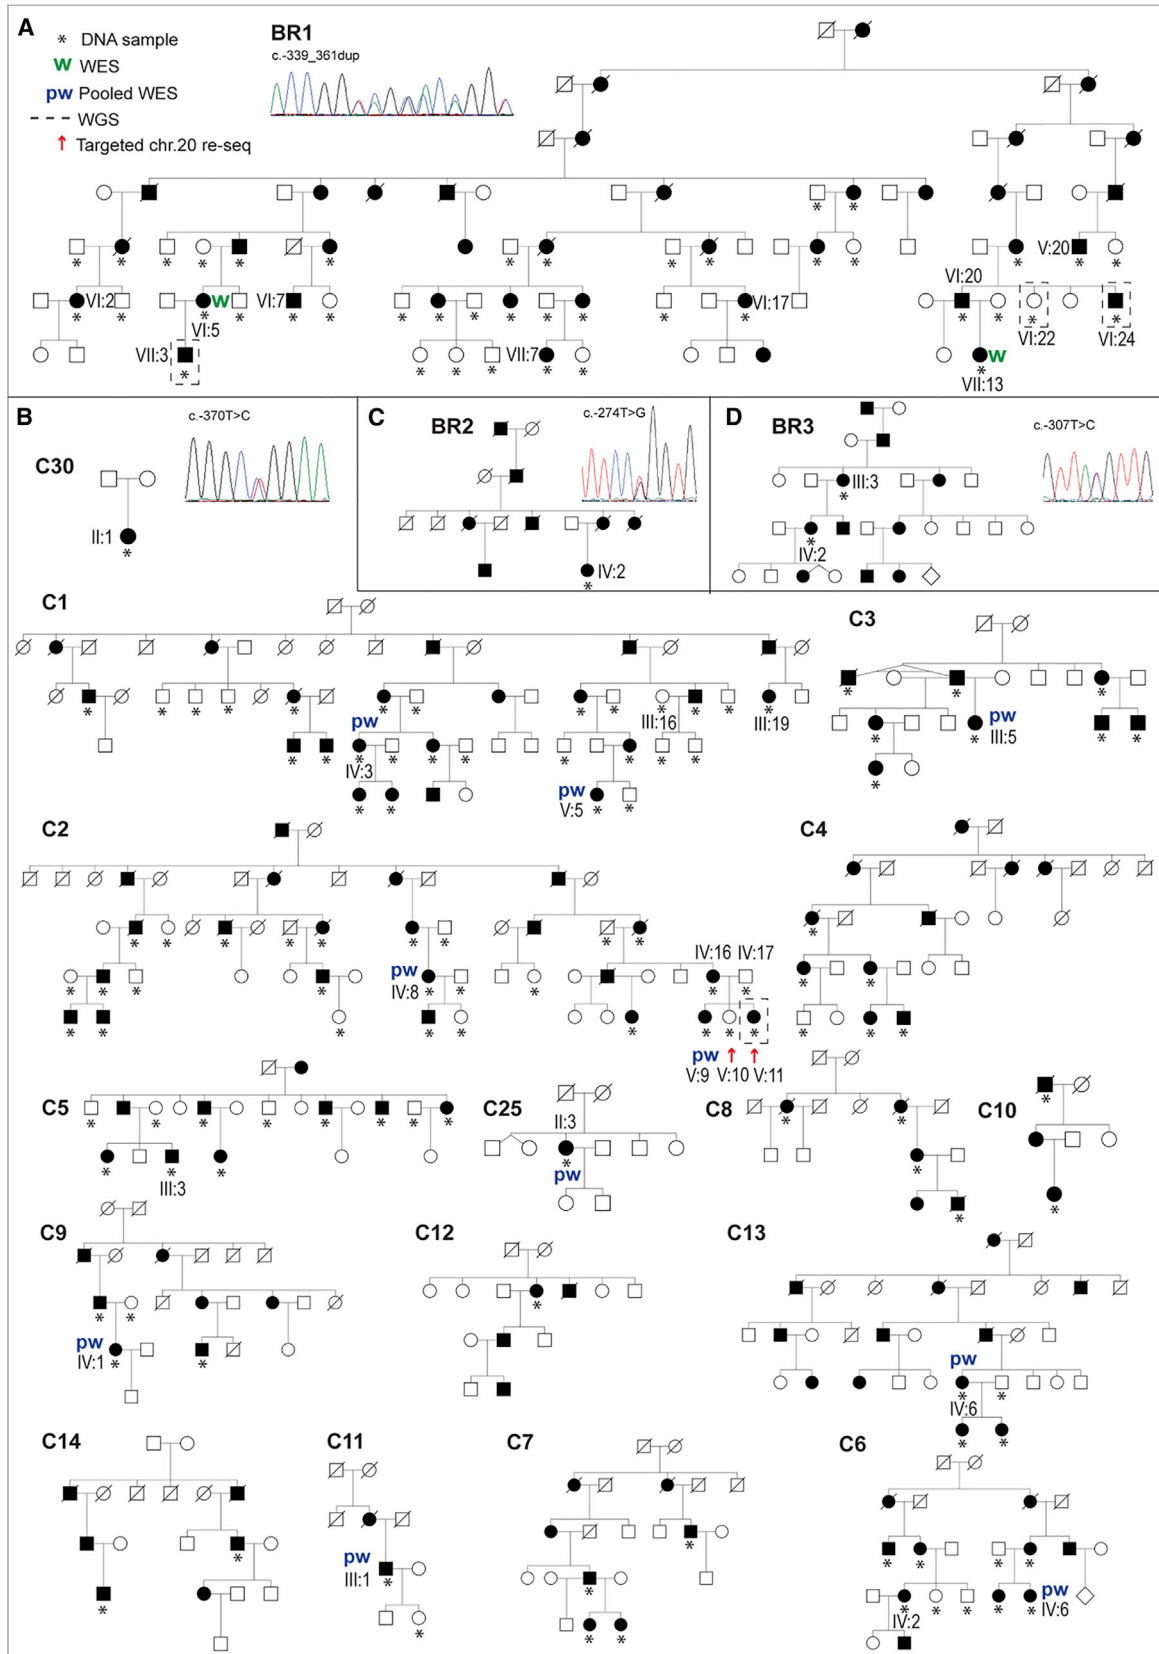 A
* DNA sample
W WES
pw Pooled WES
---- WGS
↑ Targeted chr.20 re-seq
BR1
c.-339_361dup
V:20
VI:20
VI:2
W
VI:5
VI:7
VI:17
VII:3
VII:7
VI:22
VI:24
W
VII:13
B
C30
c.-370T>C
II:1
C
BR2
c.-274T>G
IV:2
D
BR3
c.-307T>C
III:3
IV:2
C1
pw
IV:3
III:16
III:19
pw
V:5
C3
pw
III:5
C2
pw
IV:8
IV:16 IV:17
pw ↑ ↑
V:9 V:10 V:11
C4
C5
III:3
C25
II:3
pw
C8
C10
C9
pw
IV:1
C12
C13
pw
IV:6
C14
C11
pw
III:1
C7
C6
pw
IV:6
IV:2